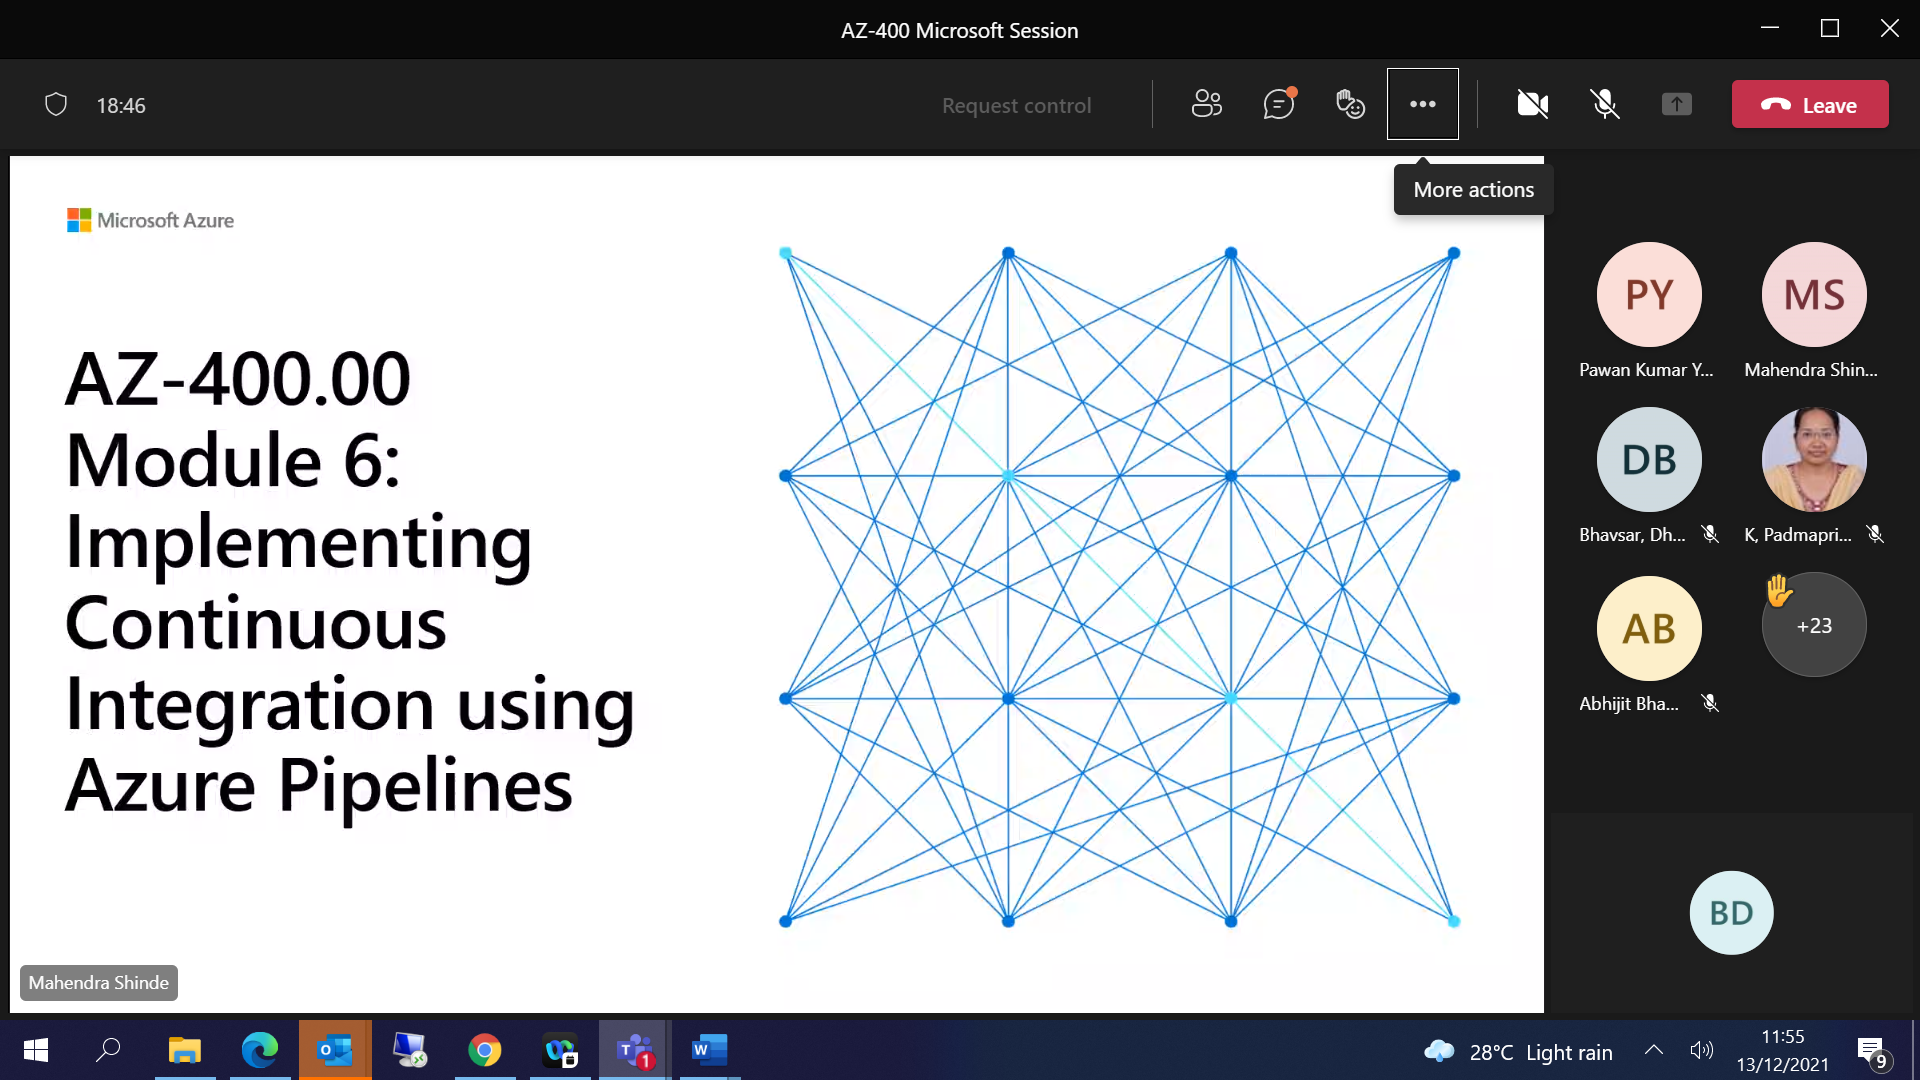 AZ-400 Microsoft Session
18:46
Request control
Leave
More actions
Microsoft Azure
AZ-400.00
Module 6:
Implementing
Continuous
Integration using
Azure Pipelines
PY
MS
Pawan Kumar Y...
Mahendra Shin...
DB
Bhavsar, Dh...
K, Padmapri...
AB
+23
Abhijit Bha...
BD
Mahendra Shinde
28°C Light rain
11:55
13/12/2021
9
O
T
1
W